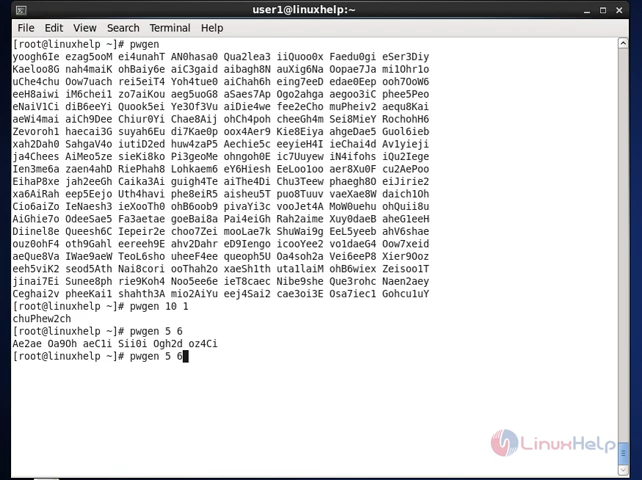 user1@linuxhelp:~
File Edit View Search Terminal Help
[root@linuxhelp ~]# pwgen
yoogh6Ie ezag5ooM ei4unahT AN0hasa0 Qua2lea3 iiQuoo0x Faedu0gi eSer3Diy
Kaeloo8G nah4maiK ohBaiy6e aiC3gaid aibagh8N auXig6Na Oopae7Ja mi1Ohr1o
uChe4chu Oow7uach rei5eiT4 Yoh4tue0 aiChah6h eing7eeD edae0Eep ooh7OoW6
eeH8aiwi iM6chei1 zo7aiKou aeg5uoG8 aSaes7Ap Ogo2ahga aegoo3iC phee5Peo
eNaiV1Ci diB6eeYi Quook5ei Ye3Of3Vu aiDie4we fee2eCho muPheiv2 aequ8Kai
aeWi4mai aiCh9Dee Chiur0Yi Chae8Aij ohCh4poh cheeGh4m Sei8MieY RochohH6
Zevoroh1 haecai3G suyah6Eu di7Kae0p oox4Aer9 Kie8Eiya ahgeDae5 Guol6ieb
xah2Dah0 SahgaV4o iutiD2ed huw4zaP5 Aechie5c eeyieH4I ieChai4d Av1yieji
ja4Chees AiMeo5ze sieKi8ko Pi3geoMe ohngoh0E ic7Uuyew iN4ifohs iQu2Iege
Ien3me6a zaen4ahD RiePhah8 Lohkaem6 eY6Hiesh EeLoo1oo aer8Xu0F cu2AePoo
EihaP8xe jah2eeGh Caika3Ai guigh4Te aiThe4Di Chu3Teew phaegh8O eiJirie2
xa6AiRah eep5Eejo Uth4havi phe8eiR5 aisheu5T puo8Tuuv vaeXae8W daich1Oh
Cio6aiZo IeNaesh3 ieXooTh0 ohB6oob9 pivaYi3c vooJet4A MoW0uehu ohQuii8u
AiGhie7o OdeeSae5 Fa3aetae goeBai8a Pai4eiGh Rah2aime Xuy0daeB aheG1eeH
Diinel8e Queesh6C Iepeir2e choo7Zei mooLae7k ShuWai9g EeL5yeeb ahV6shae
ouz0ohF4 oth9Gahl eereeh9E ahv2Dahr eD9Iengo icooYee2 vo1daeG4 Oow7xeid
aeQue8Va IWae9aeW TeoL6sho uheeF4ee queoph5U Oa4soh2a Vei6eeP8 Xier9Ooz
eeh5viK2 seod5Ath Nai8cori ooThah2o xaeSh1th uta1laiM ohB6wiex Zeisoo1T
jinai7Ei Sunee8ph rie9Koh4 Noo5ee6e ieT8caec Nibe9she Que3rohc Naen2aey
Ceghai2v pheeKai1 shahth3A mio2AiYu eej4Sai2 cae3oi3E Osa7iec1 Gohcu1uY
[root@linuxhelp ~]# pwgen 10 1
chuPhew2ch
[root@linuxhelp ~]# pwgen 5 6
Ae2ae Oa9Oh aeC1i Sii0i Ogh2d oz4Ci
[root@linuxhelp ~]# pwgen 5 6
LinuxHelp